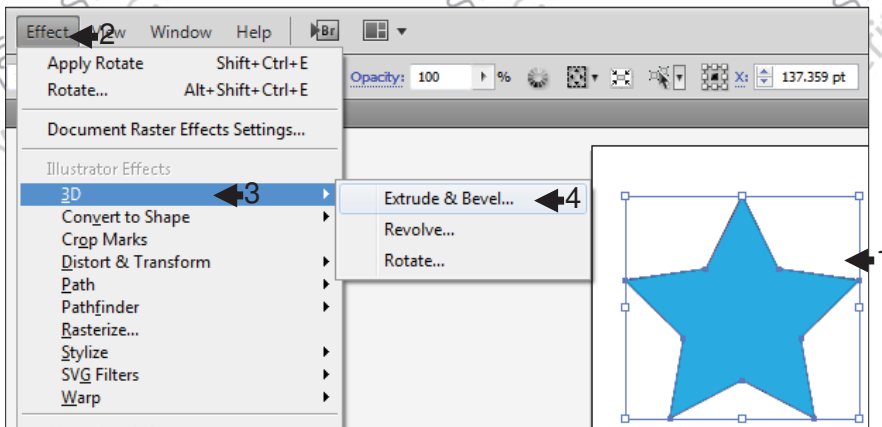 Effect View Window Help Br
2
Apply Rotate Shift+Ctrl+E
Rotate... Alt+Shift+Ctrl+E
Opacity: 100 % X: 137.359 pt
Document Raster Effects Settings...
Illustrator Effects
3D 3
Extrude & Bevel... 4
Convert to Shape
Revolve...
Crop Marks
Distort & Transform
Rotate...
Path
Pathfinder
Rasterize...
Stylize
SVG Filters
Warp